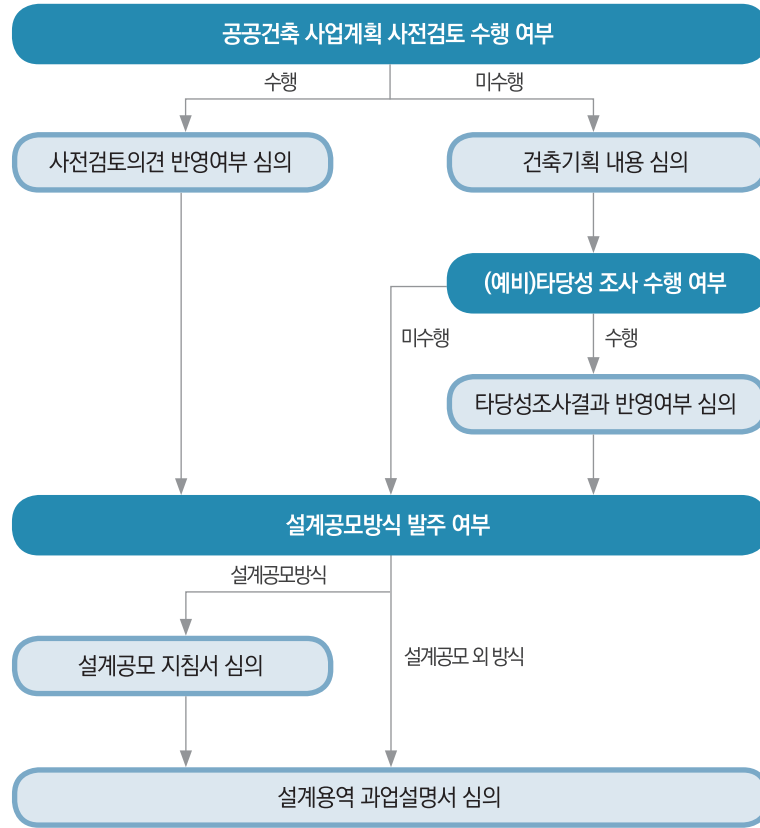 공공건축 사업계획 사전검토 수행 여부
수행
미수행
사전검토의견 반영여부 심의
건축기획 내용 심의
(예비)타당성 조사 수행 여부
미수행
수행
타당성조사결과 반영여부 심의
설계공모방식 발주 여부
설계공모방식
설계공모 지침서 심의
설계공모 외 방식
설계용역 과업설명서 심의